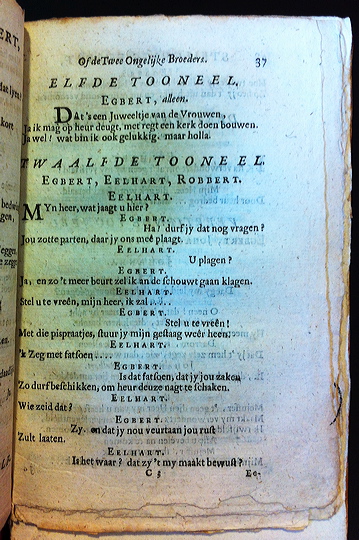 Of de Twee Ongelijke Broeders. 37
ELFDE TOONEEL.
EGBERT, alleen.
DAt's een Juweeltje van de Vrouwen,
Ja ik mag op heur deugt, met regt een kerk doen bouwen.
Ja wel! wat bin ik ook gelukkig. maar holla.
TWAALFDE TOONEEL.
EGBERT, EELHART, ROBBERT.
EELHART.
MYn heer, wat jaagt u hier?
EGBERT.
Ha! durf jy dat nog vragen?
Jou zotte parten, daar jy ons meê plaagt.
EELHART.
U plagen?
EGBERT.
Ja, en zo't meer beurt zel ik an de schouwt gaan klagen.
EELHART.
Stel u te vreên, mijn heer, ik zal . . .
EGBERT.
Stel u te vreên!
Met die pispraatjes, stuur jy mijn gestaag weêr heen.
EELHART.
'k Zeg met fatsoen . . . .
EGBERT.
Is dat fatsoen, dat jy jou zaken
Zo durf beschikken, om heur deuze nagt te schaken.
EELHART.
Wie zeid dat?
EGBERT.
Zy. en dat jy nou veurtaan jou rust
Zult laaten.
EELHART.
Is het waar? dat zy 't my maakt bewust?
C 3